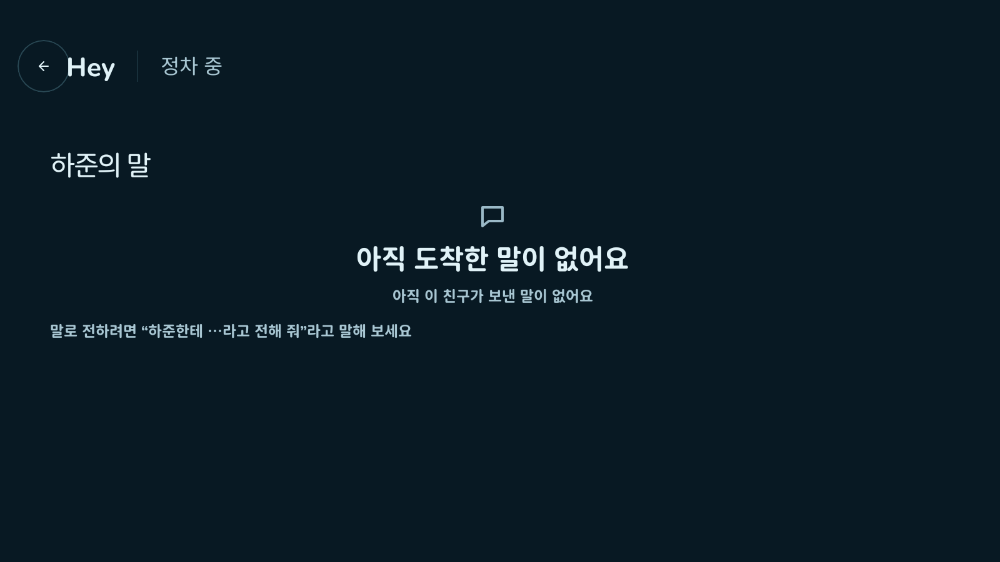 Hey
정차 중
하준의 말
아직 도착한 말이 없어요
아직 이 친구가 보낸 말이 없어요
말로 전하려면 “하준한테 …라고 전해 줘”라고 말해 보세요